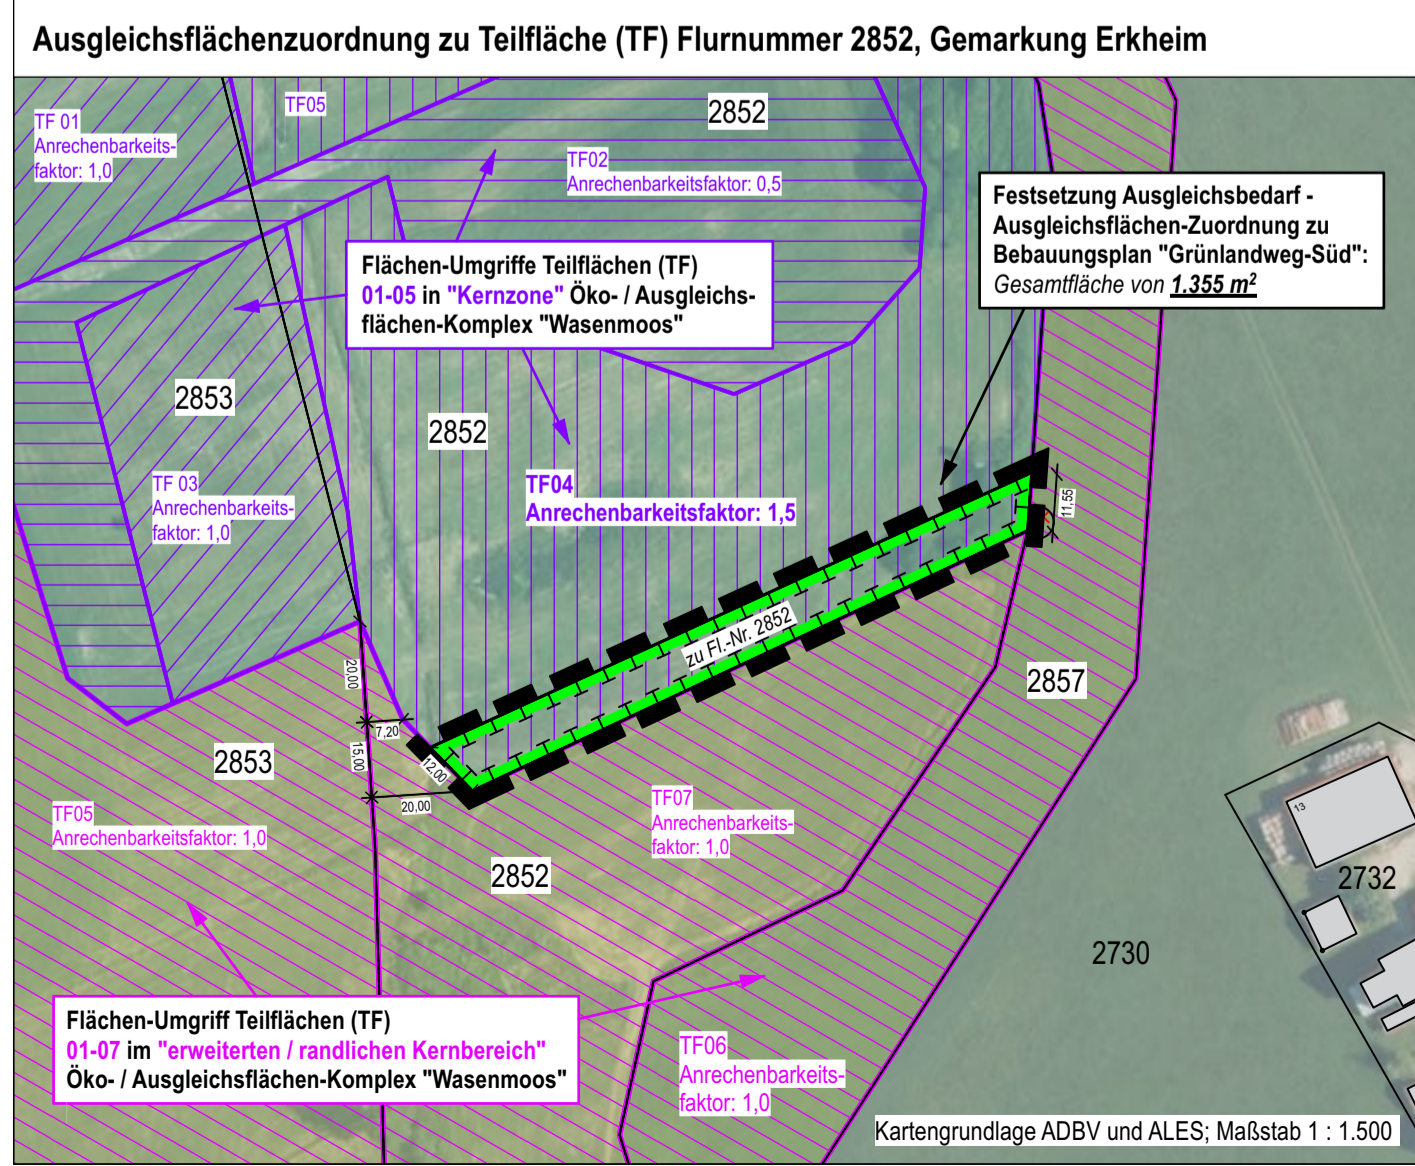 Ausgleichsflächenzuordnung zu Teilfläche (TF) Flurnummer 2852, Gemarkung Erkheim
TF 01
Anrechenbarkeits-
faktor: 1,0
TF05
2852
TF02
Anrechenbarkeitsfaktor: 0,5
Festsetzung Ausgleichsbedarf -
Ausgleichsflächen-Zuordnung zu
Bebauungsplan "Grünlandweg-Süd":
Gesamtfläche von 1.355 m²
Flächen-Umgriffe Teilflächen (TF)
01-05 in "Kernzone" Öko- / Ausgleichs-
flächen-Komplex "Wasenmoos"
2853
2852
TF 03
Anrechenbarkeits-
faktor: 1,0
TF04
Anrechenbarkeitsfaktor: 1,5
11,55
zu Fl.-Nr. 2852
20,00
7,20
15,00
12,00
20,00
2857
2853
TF05
Anrechenbarkeitsfaktor: 1,0
TF07
Anrechenbarkeits-
faktor: 1,0
2852
13
2732
2730
Flächen-Umgriff Teilflächen (TF)
01-07 im "erweiterten / randlichen Kernbereich"
Öko- / Ausgleichsflächen-Komplex "Wasenmoos"
TF06
Anrechenbarkeits-
faktor: 1,0
Kartengrundlage ADBV und ALES; Maßstab 1 : 1.500